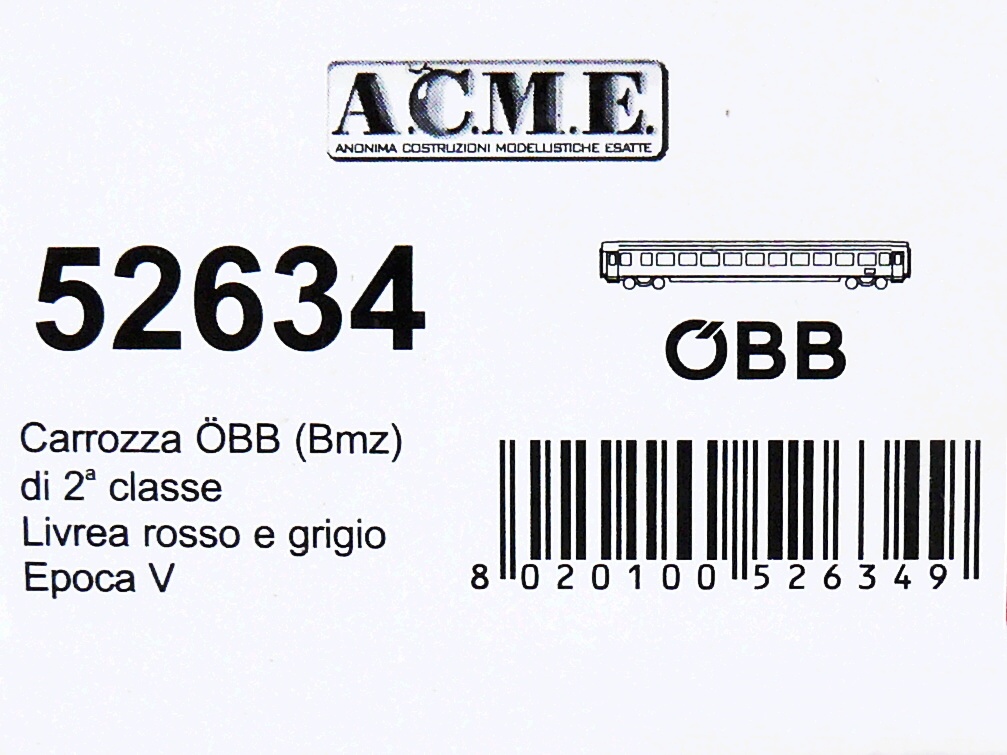 A.C.M.E.
ANONIMA COSTRUZIONI MODELLISTICHE ESATTE
52634
ÖBB
Carrozza ÖBB (Bmz)
di 2ª classe
Livrea rosso e grigio
Epoca V
8 020100 526349